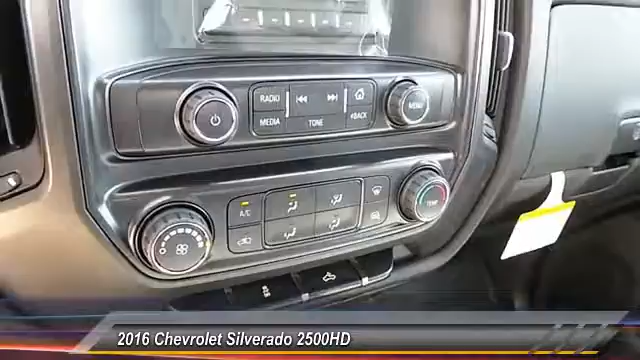 RADIO
MENU
MEDIA TONE BACK
A/C
TEMP
2016 Chevrolet Silverado 2500HD